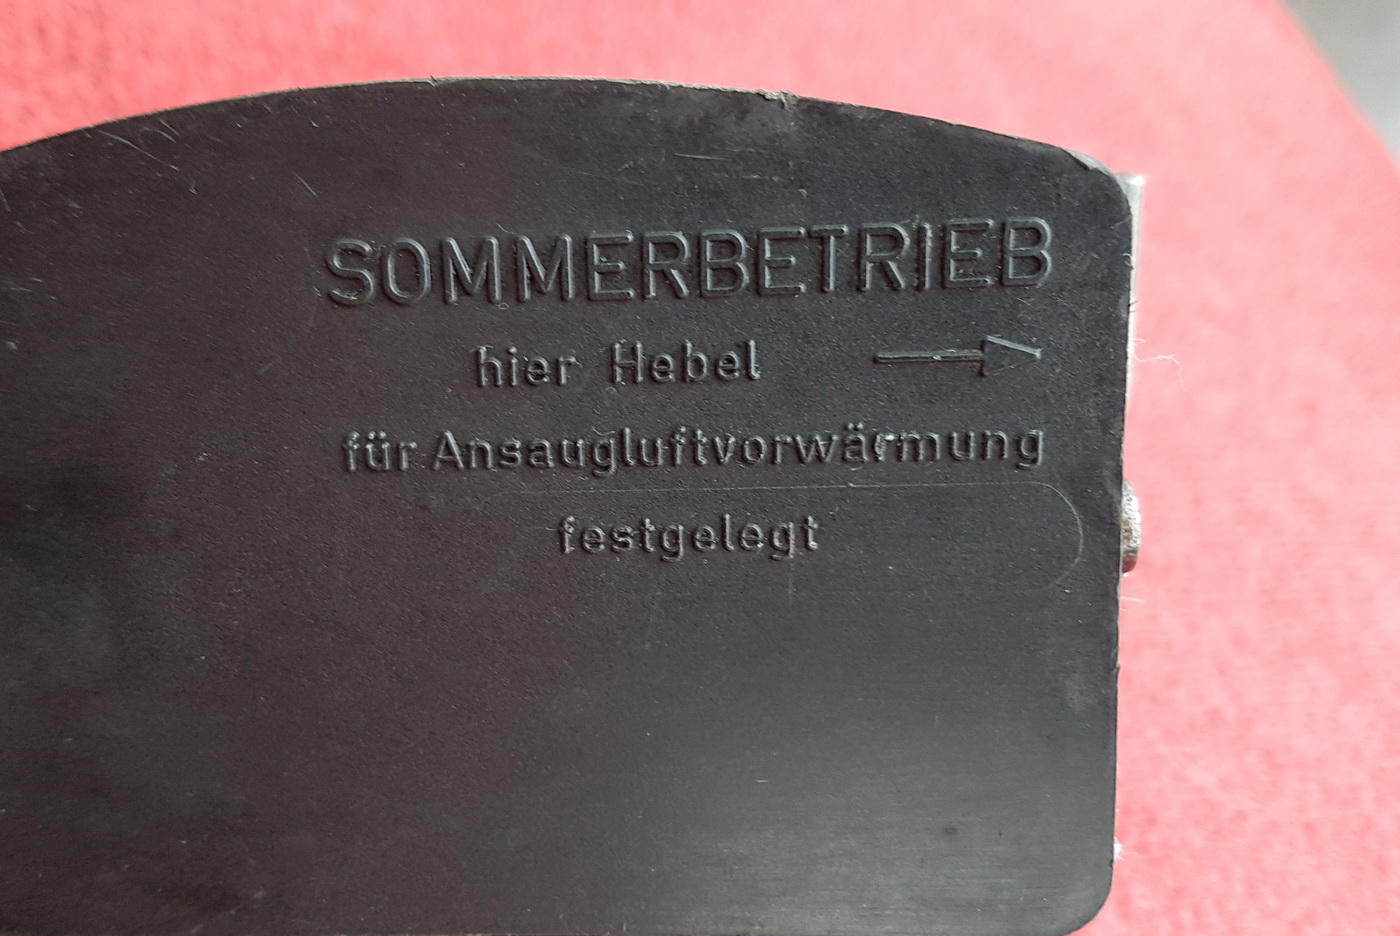 SOMMERBETRIEB
hier Hebel
für Ansaugluftvorwärmung
festgelegt